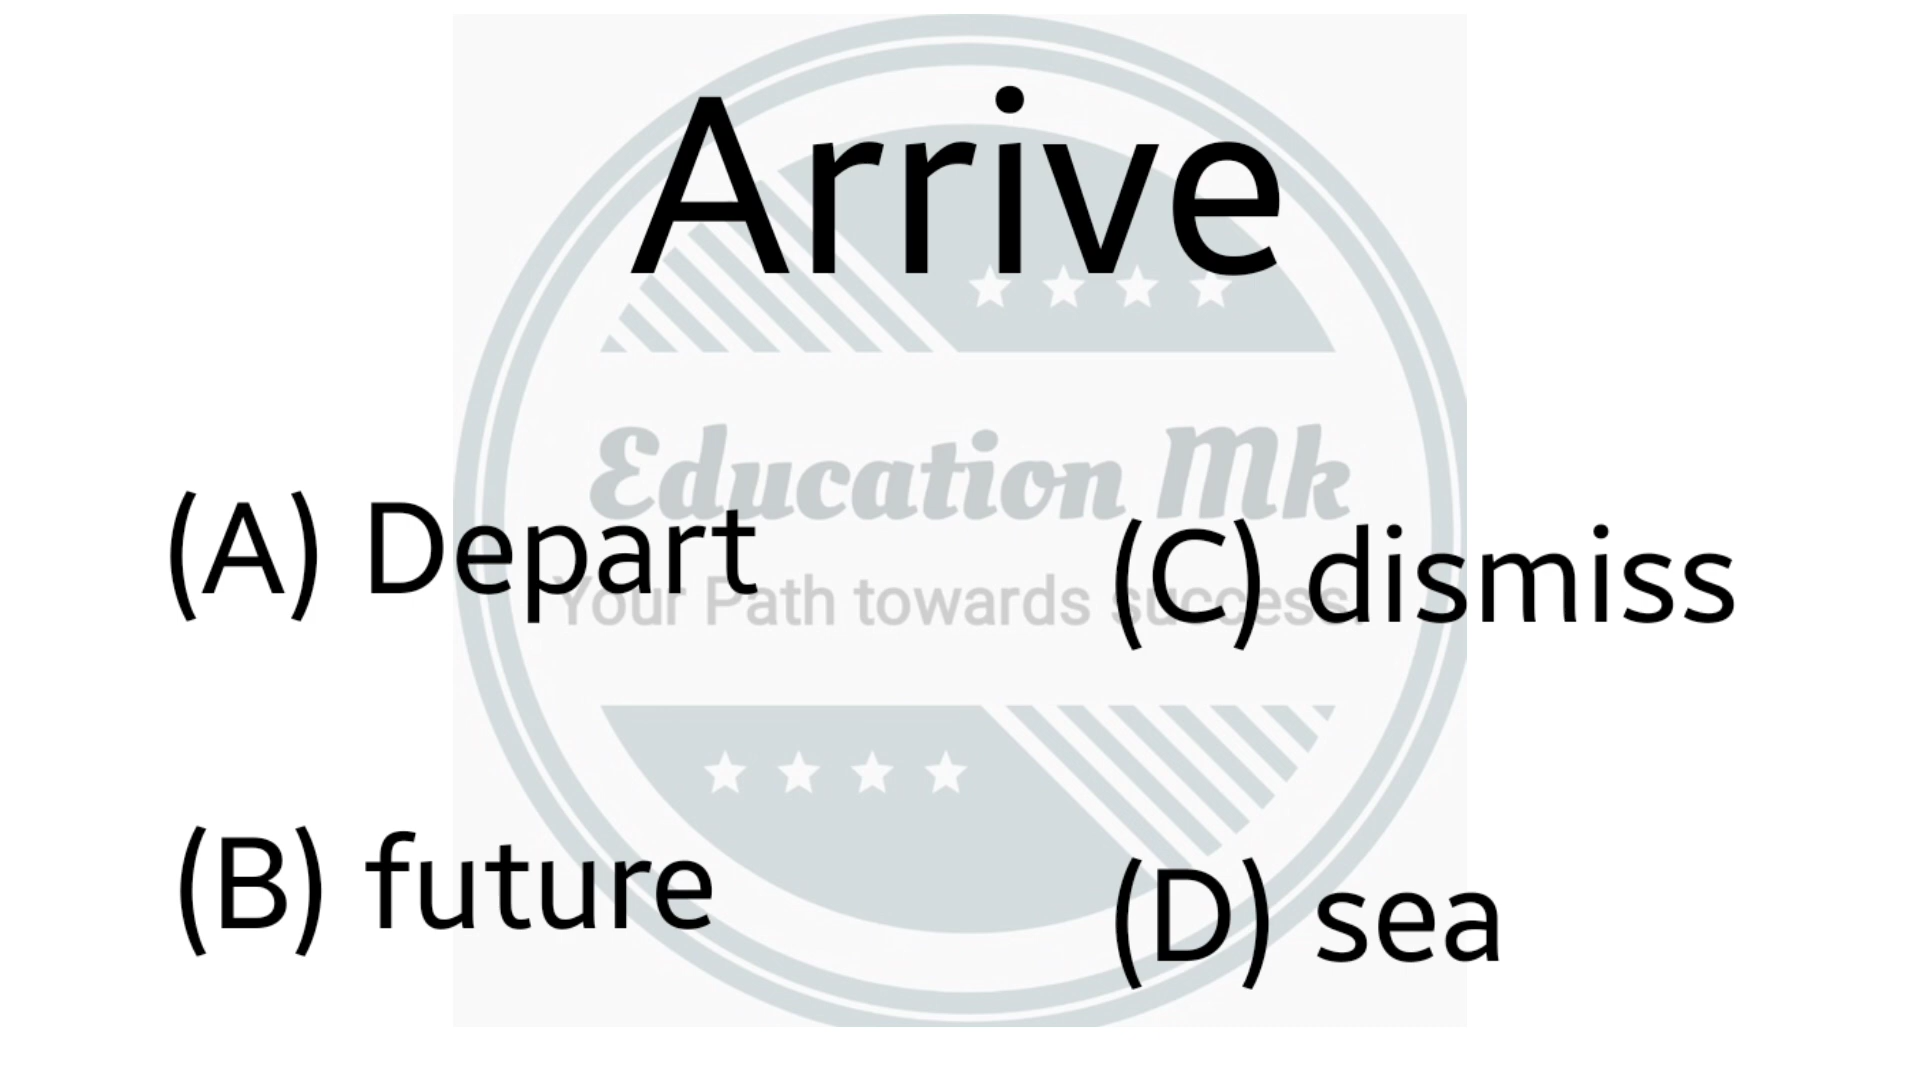 Arrive
Education Mk
Your Path towards success.
(A) Depart
(B) future
(C) dismiss
(D) sea